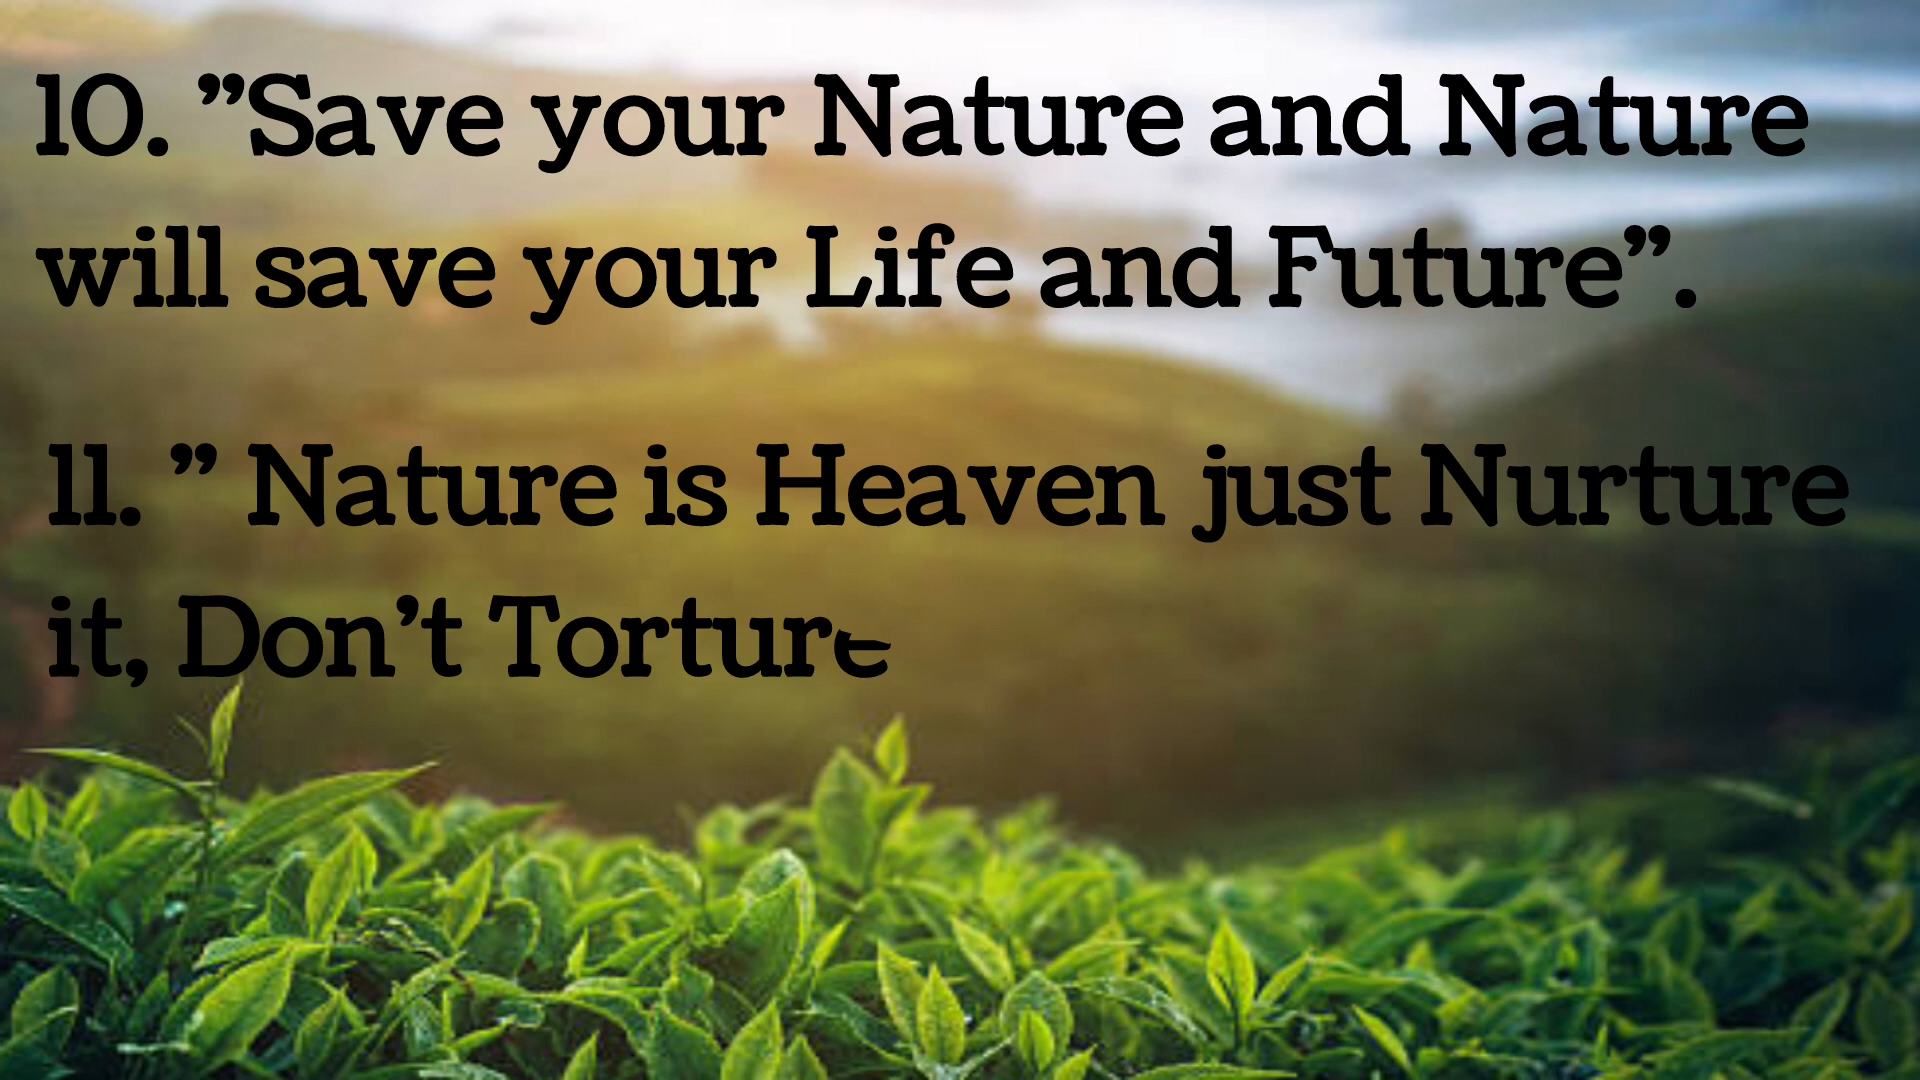 10. ”Save your Nature and Nature
will save your Life and Future”.
11. ” Nature is Heaven just Nurture
it, Don’t Torture